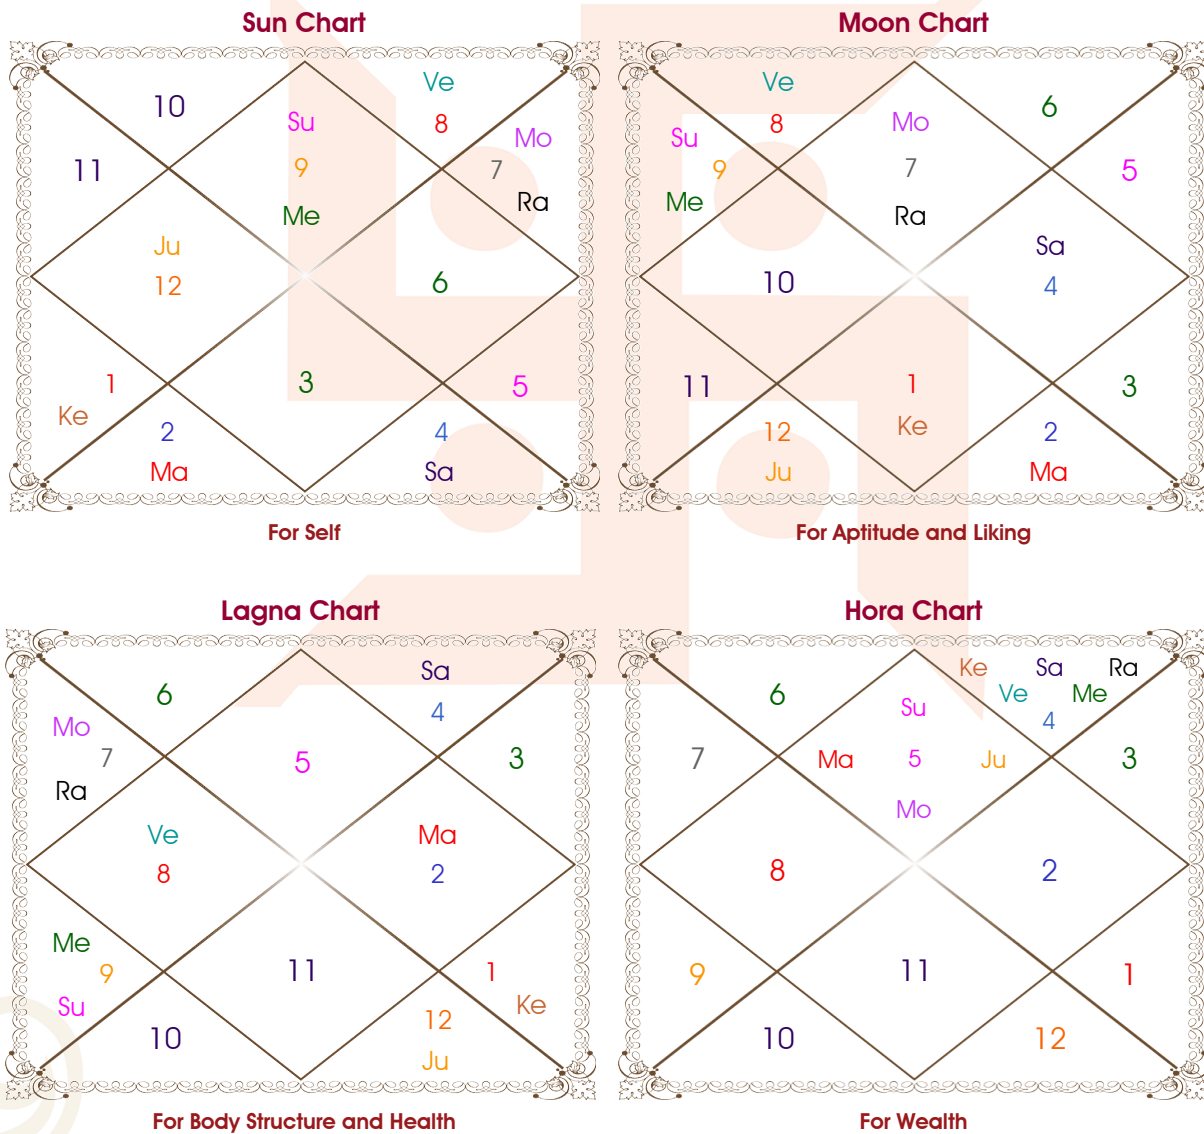 Sun Chart
10
11
Su
9
Me
Ve
8
Mo
7
Ra
Ju
12
6
1
Ke
2
Ma
3
5
4
Sa
For Self
Moon Chart
Ve
8
Su
9
Me
Mo
7
Ra
6
5
10
Sa
4
11
12
Ju
1
Ke
3
2
Ma
For Aptitude and Liking
Lagna Chart
6
Mo
7
Ra
5
Sa
4
3
Ve
8
Ma
2
Me
9
Su
10
11
1
Ke
12
Ju
For Body Structure and Health
Hora Chart
6
7
Su
Ma 5 Ju
Mo
Ke Sa Ra
Ve Me
4
3
8
2
9
10
11
1
12
For Wealth